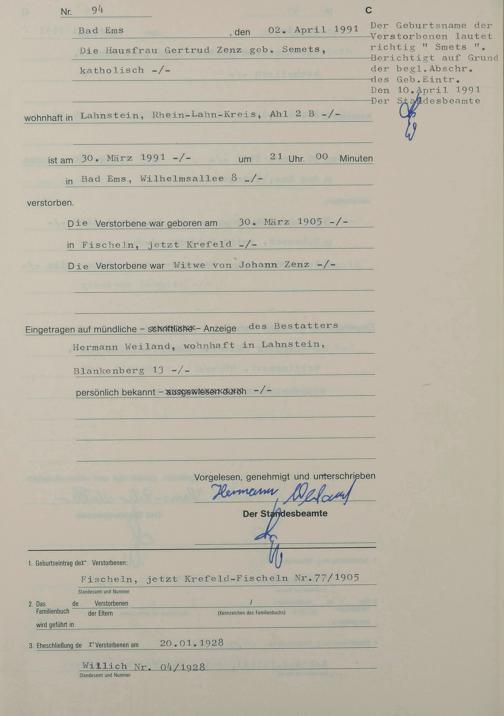 Nr. 94
C
Bad Ems, den 02. April 1991
Die Hausfrau Gertrud Zenz geb. Semets,
katholisch -/-
wohnhaft in Lahnstein, Rhein-Lahn-Kreis, Ahl 2 B -/-
ist am 30. März 1991 -/- um 21 Uhr 00 Minuten
in Bad Ems, Wilhelmsallee 8 -/-
verstorben.
Die Verstorbene war geboren am 30. März 1905 -/-
in Fischeln, jetzt Krefeld -/-
Die Verstorbene war Witwe von Johann Zenz -/-
Eingetragen auf mündliche – schriftliche – Anzeige des Bestatters
Hermann Weiland, wohnhaft in Lahnstein,
Blankenberg 13 -/-
persönlich bekannt – ausgewiesen durch -/-
Vorgelesen, genehmigt und unterschrieben
Hermann Weiland
Der Standesbeamte
1. Geburtseintrag der Verstorbenen:
Fischeln, jetzt Krefeld-Fischeln Nr.77/1905
Standesamt und Nummer
2. Das Familienbuch de Verstorbenen /
der Eltern (Kennzeichen des Familienbuchs)
wird geführt in
3. Eheschließung de r Verstorbenen am 20.01.1928
Willich Nr. 04/1928
Standesamt und Nummer
Der Geburtsname der
Verstorbenen lautet
richtig " Smets ".
Berichtigt auf Grund
der begl.Abschr.
des Geb.Eintr.
Den 10.April 1991
Der Standesbeamte